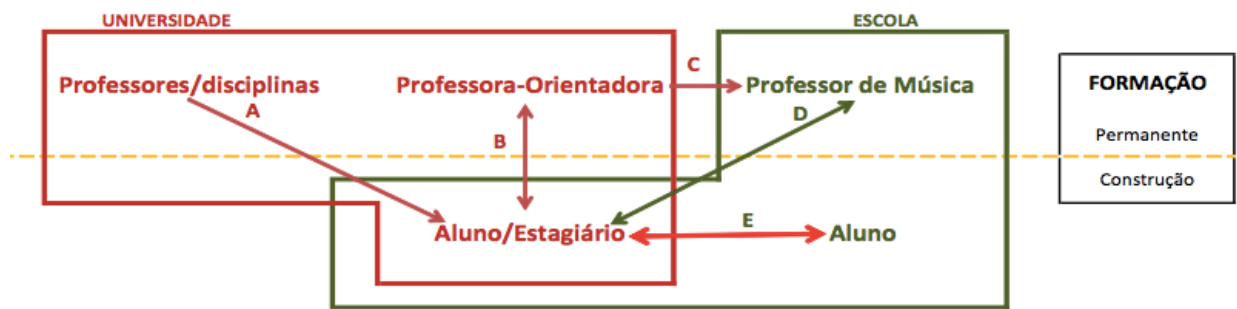 UNIVERSIDADE
ESCOLA
Professores/disciplinas
Professora-Orientadora
C
Professor de Música
A
B
D
Aluno/Estagiário
E
Aluno
FORMAÇÃO
Permanente
Construção